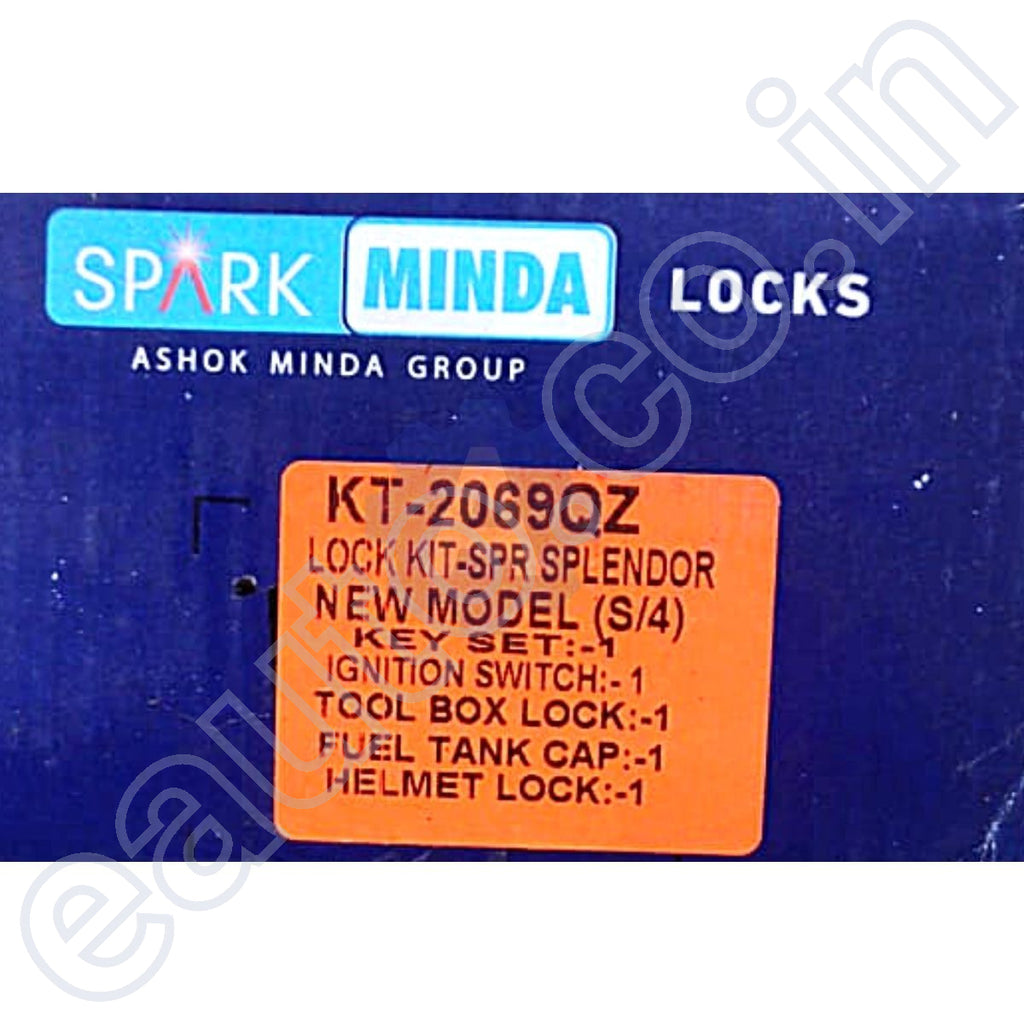 SPARK MINDA LOCKS
ASHOK MINDA GROUP
KT-2069QZ
LOCK KIT-SPR SPLENDOR
NEW MODEL (S/4)
KEY SET:-1
IGNITION SWITCH:-1
TOOL BOX LOCK:-1
FUEL TANK CAP:-1
HELMET LOCK:-1
eauto.co.in